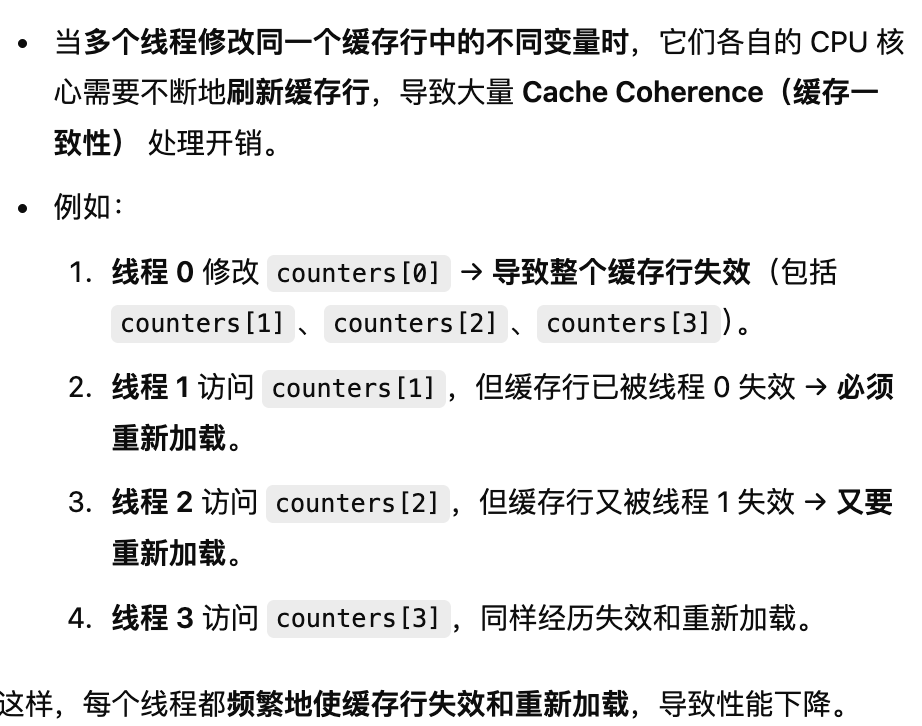 • 当多个线程修改同一个缓存行中的不同变量时，它们各自的 CPU 核
心需要不断地刷新缓存行，导致大量 Cache Coherence（缓存一
致性） 处理开销。
• 例如：
1. 线程 0 修改 counters[0] → 导致整个缓存行失效（包括
counters[1] 、 counters[2] 、 counters[3] ）。
2. 线程 1 访问 counters[1] ，但缓存行已被线程 0 失效 → 必须
重新加载。
3. 线程 2 访问 counters[2] ，但缓存行又被线程 1 失效 → 又要
重新加载。
4. 线程 3 访问 counters[3] ，同样经历失效和重新加载。
这样，每个线程都频繁地使缓存行失效和重新加载，导致性能下降。